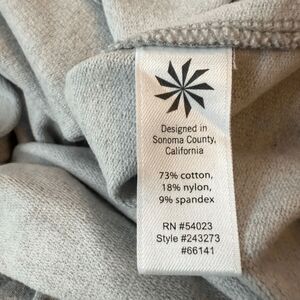 Designed in
Sonoma County,
California
73% cotton,
18% nylon,
9% spandex
RN #54023
Style #243273
#66141